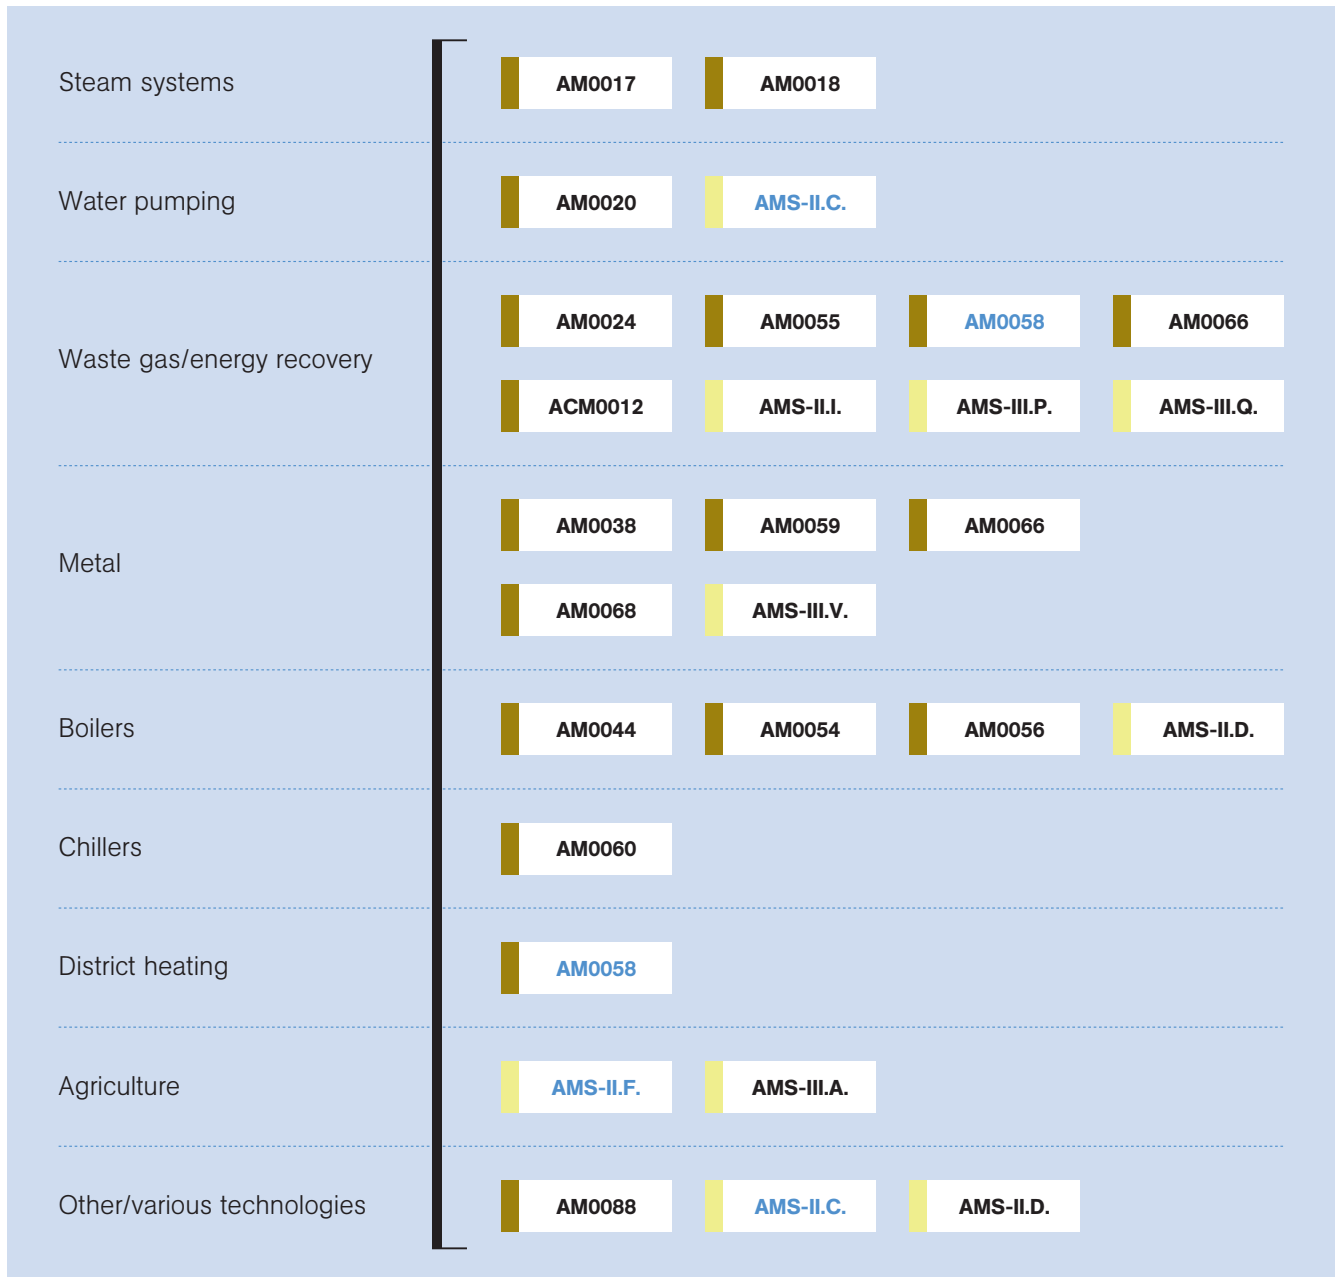 Steam systems
AM0017 AM0018
Water pumping
AM0020 AMS-II.C.
Waste gas/energy recovery
AM0024 AM0055 AM0058 AM0066
ACM0012 AMS-II.I. AMS-III.P. AMS-III.Q.
Metal
AM0038 AM0059 AM0066
AM0068 AMS-III.V.
Boilers
AM0044 AM0054 AM0056 AMS-II.D.
Chillers
AM0060
District heating
AM0058
Agriculture
AMS-II.F. AMS-III.A.
Other/various technologies
AM0088 AMS-II.C. AMS-II.D.